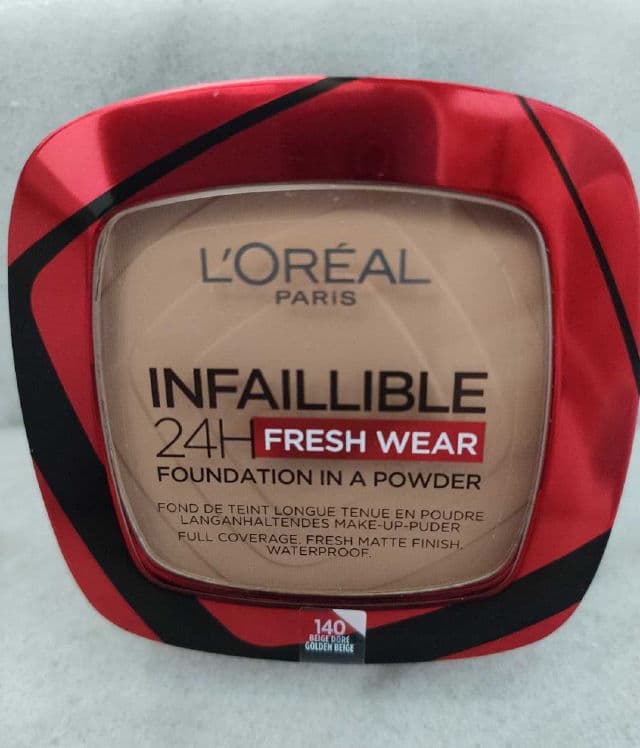 L'ORÉAL
PARIS
INFAILLIBLE
24H FRESH WEAR
FOUNDATION IN A POWDER
FOND DE TEINT LONGUE TENUE EN POUDRE
LANGANHALTENDES MAKE-UP-PUDER
FULL COVERAGE. FRESH MATTE FINISH.
WATERPROOF.
140
BEIGE DORÉ
GOLDEN BEIGE